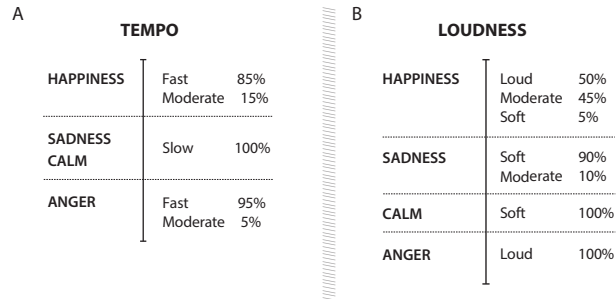 A
TEMPO
HAPPINESS
Fast 85%
Moderate 15%
SADNESS
CALM
Slow 100%
ANGER
Fast 95%
Moderate 5%
B
LOUDNESS
HAPPINESS
Loud 50%
Moderate 45%
Soft 5%
SADNESS
Soft 90%
Moderate 10%
CALM
Soft 100%
ANGER
Loud 100%